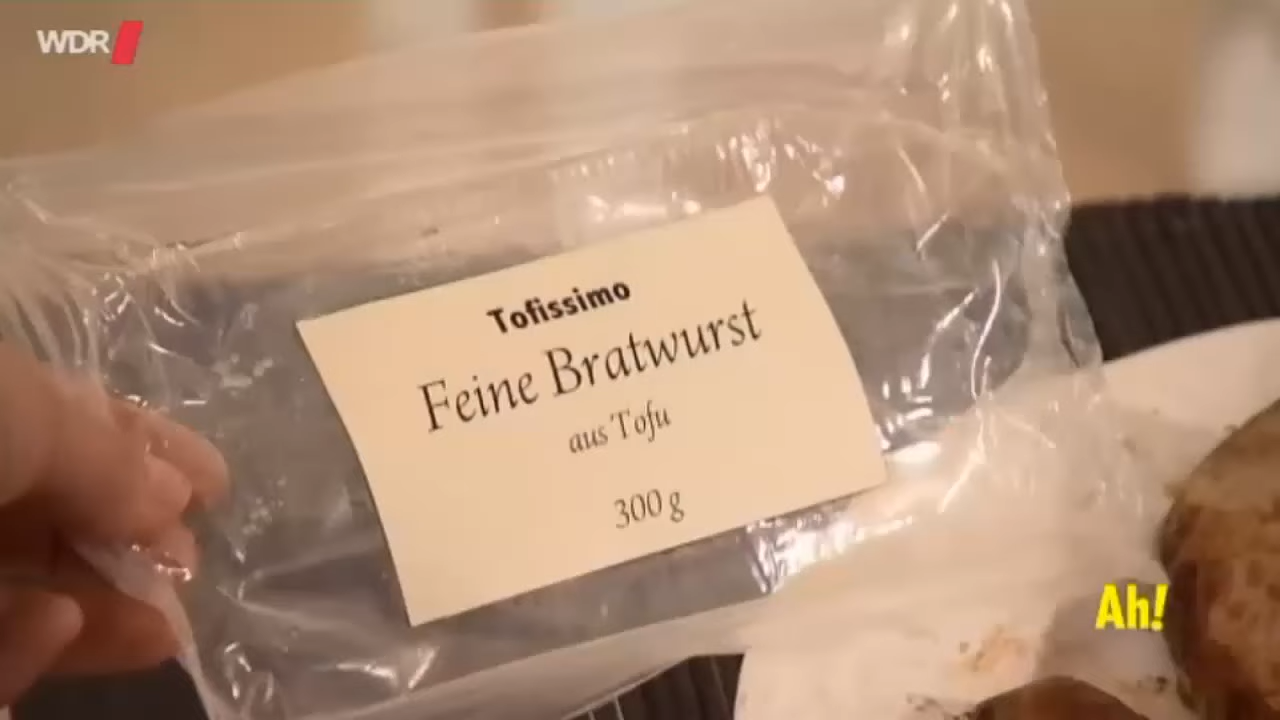 WDR
Tofissimo
Feine Bratwurst
aus Tofu
300 g
Ah!